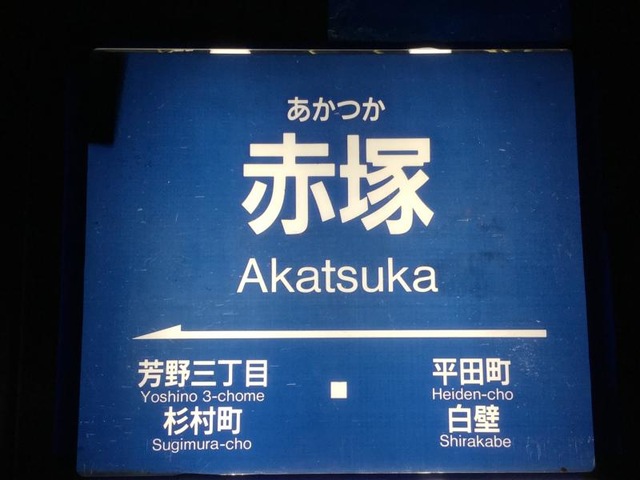 あかつか
赤塚
Akatsuka
芳野三丁目
Yoshino 3-chome
杉村町
Sugimura-cho
平田町
Heiden-cho
白壁
Shirakabe